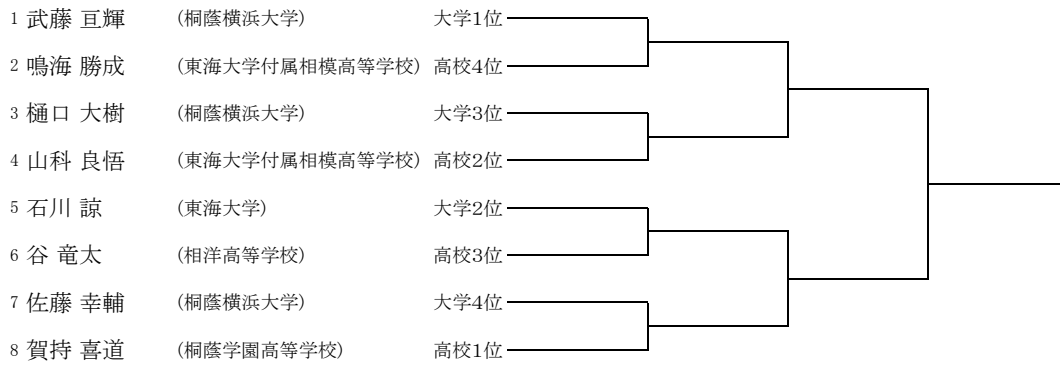 1 武藤 亘輝 (桐蔭横浜大学) 大学1位
2 鳴海 勝成 (東海大学付属相模高等学校) 高校4位
3 樋口 大樹 (桐蔭横浜大学) 大学3位
4 山科 良悟 (東海大学付属相模高等学校) 高校2位
5 石川 諒 (東海大学) 大学2位
6 谷 竜太 (相洋高等学校) 高校3位
7 佐藤 幸輔 (桐蔭横浜大学) 大学4位
8 賀持 喜道 (桐蔭学園高等学校) 高校1位